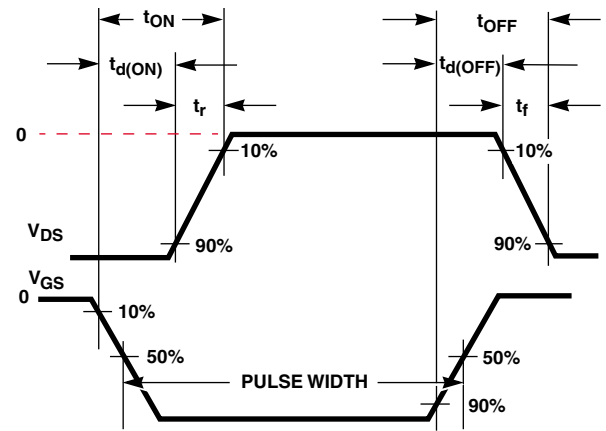 tON
tOFF
td(ON)
td(OFF)
tr
tf
0
10%
10%
VDS
90%
90%
VGS
0
10%
50%
50%
PULSE WIDTH
90%